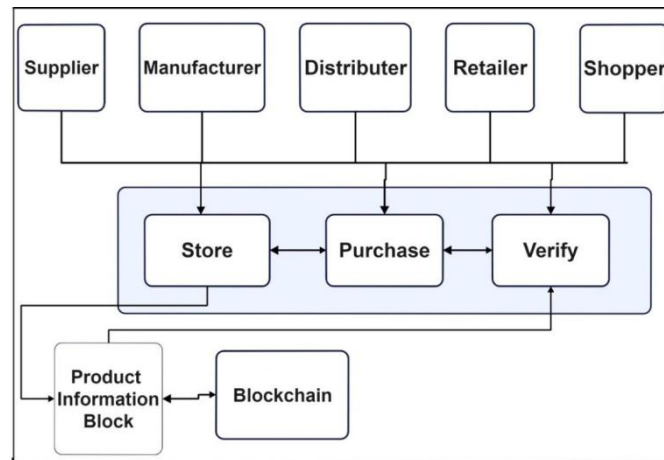 Supplier
Manufacturer
Distributer
Retailer
Shopper
Store
Purchase
Verify
Product
Information
Block
Blockchain